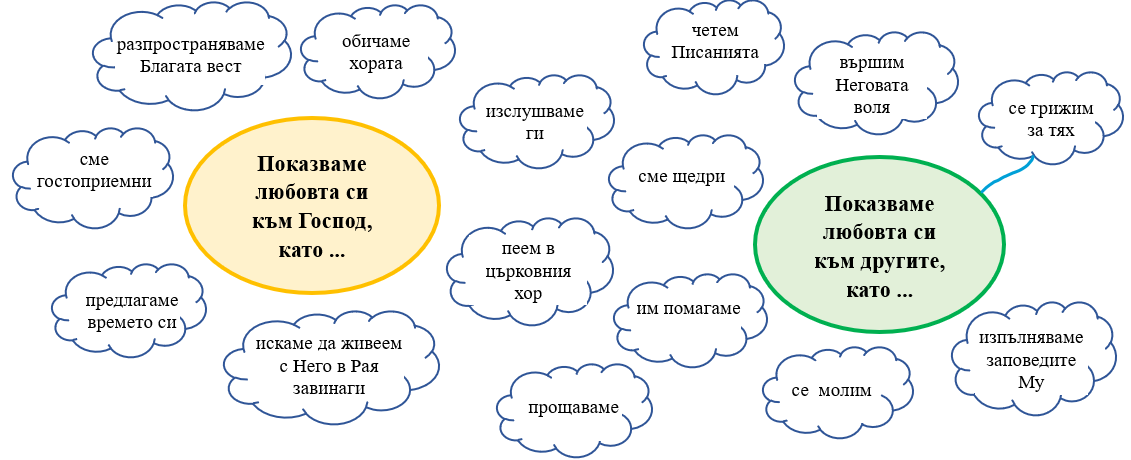 разпространяваме
Благата вест
обичаме
хората
четем
Писанията
вършим
Неговата
воля
се грижим
за тях
изслушваме
ги
сме
гостоприемни
Показваме
любовта си
към Господ,
като ...
сме щедри
Показваме
любовта си
към другите,
като ...
пеем в
църковния
хор
предлагаме
времето си
им помагаме
искаме да живеем
с Него в Рая
завинаги
изпълняваме
заповедите
Му
прощаваме
се молим